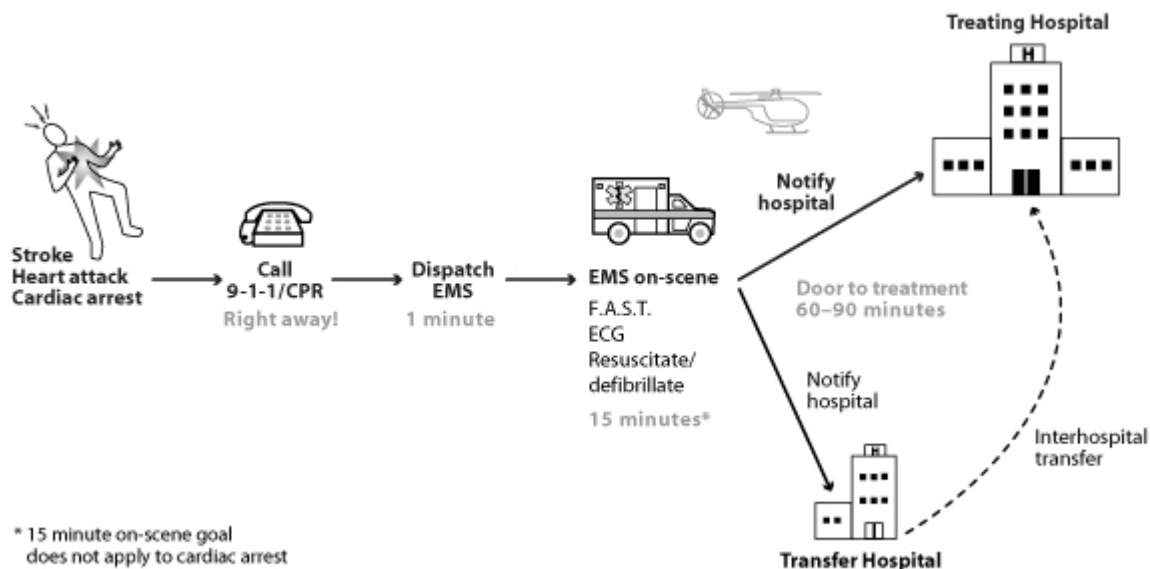 Treating Hospital
H
Stroke
Heart attack
Cardiac arrest
Call
9-1-1/CPR
Right away!
Dispatch
EMS
1 minute
EMS on-scene
F.A.S.T.
ECG
Resuscitate/
defibrillate
15 minutes*
Notify
hospital
Door to treatment
60–90 minutes
Notify
hospital
Interhospital
transfer
H
Transfer Hospital
* 15 minute on-scene goal
does not apply to cardiac arrest